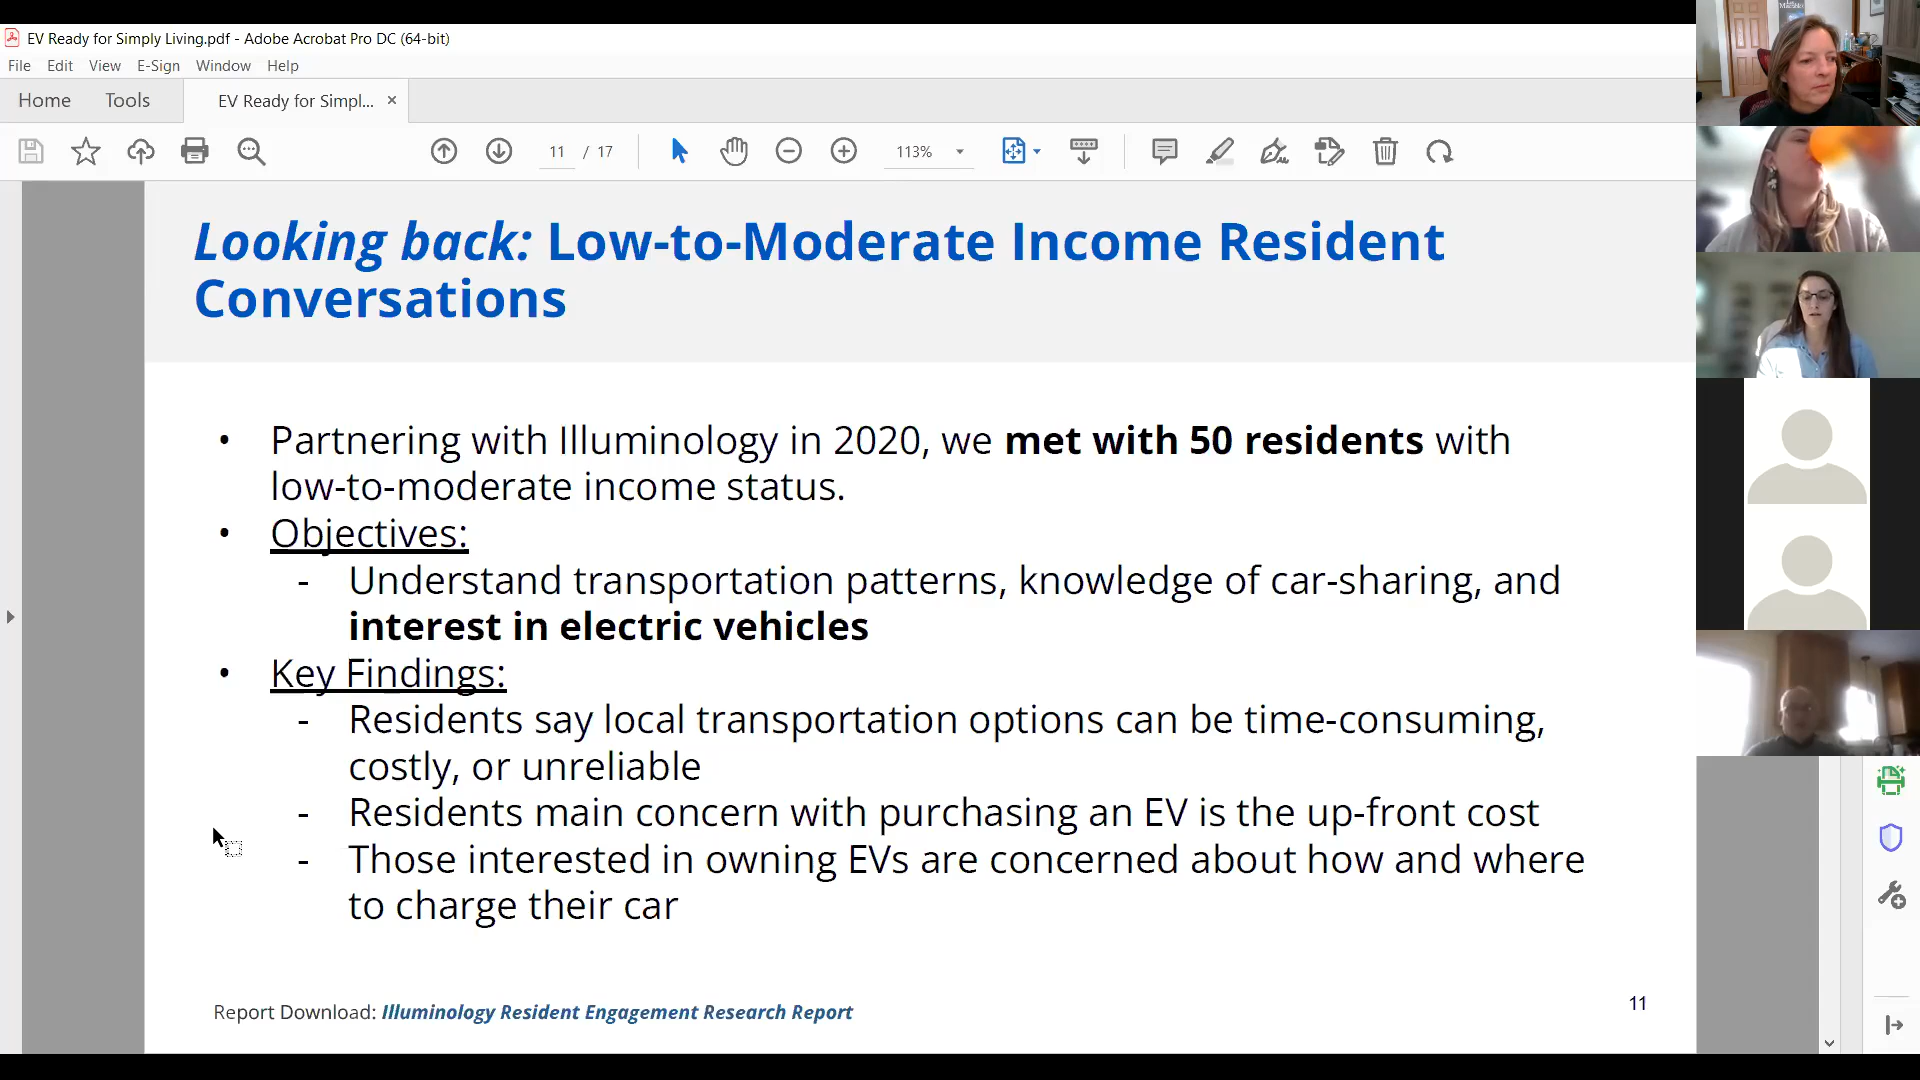 EV Ready for Simply Living.pdf - Adobe Acrobat Pro DC (64-bit)
File Edit View E-Sign Window Help
Home Tools EV Ready for Simpl... ×
11 / 17 113%
Looking back: Low-to-Moderate Income Resident
Conversations
• Partnering with Illuminology in 2020, we met with 50 residents with
low-to-moderate income status.
• Objectives:
- Understand transportation patterns, knowledge of car-sharing, and
interest in electric vehicles
• Key Findings:
- Residents say local transportation options can be time-consuming,
costly, or unreliable
- Residents main concern with purchasing an EV is the up-front cost
- Those interested in owning EVs are concerned about how and where
to charge their car
Report Download: Illuminology Resident Engagement Research Report
11